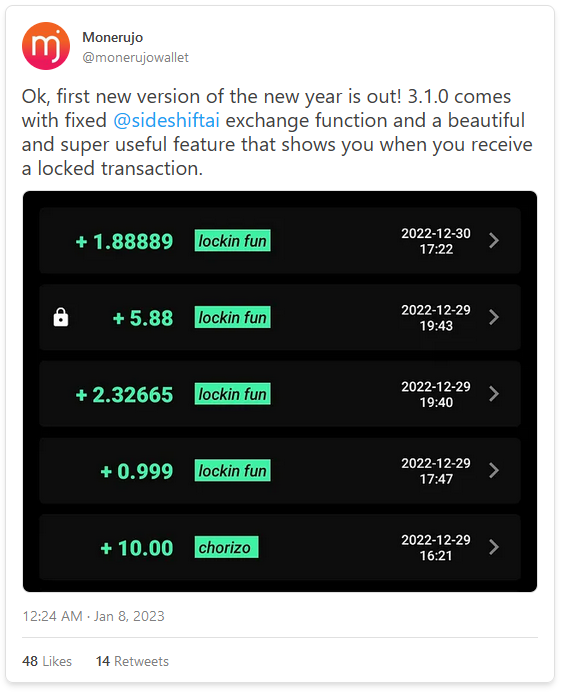 mj
Monerujo
@monerujowallet
Ok, first new version of the new year is out! 3.1.0 comes
with fixed @sideshiftai exchange function and a beautiful
and super useful feature that shows you when you receive
a locked transaction.
+ 1.88889 lockin fun 2022-12-30
17:22
+ 5.88 lockin fun 2022-12-29
19:43
+ 2.32665 lockin fun 2022-12-29
19:40
+ 0.999 lockin fun 2022-12-29
17:47
+ 10.00 chorizo 2022-12-29
16:21
12:24 AM · Jan 8, 2023
48 Likes 14 Retweets